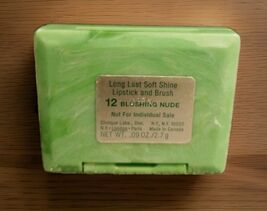 Long Last Soft Shine
Lipstick and Brush
12 BLUSHING NUDE
Not For Individual Sale
Clinique Labs., Dist. N.Y., N.Y. 10022
N.Y. • London • Paris Made in Canada
NET WT. .09 OZ./2.7 g